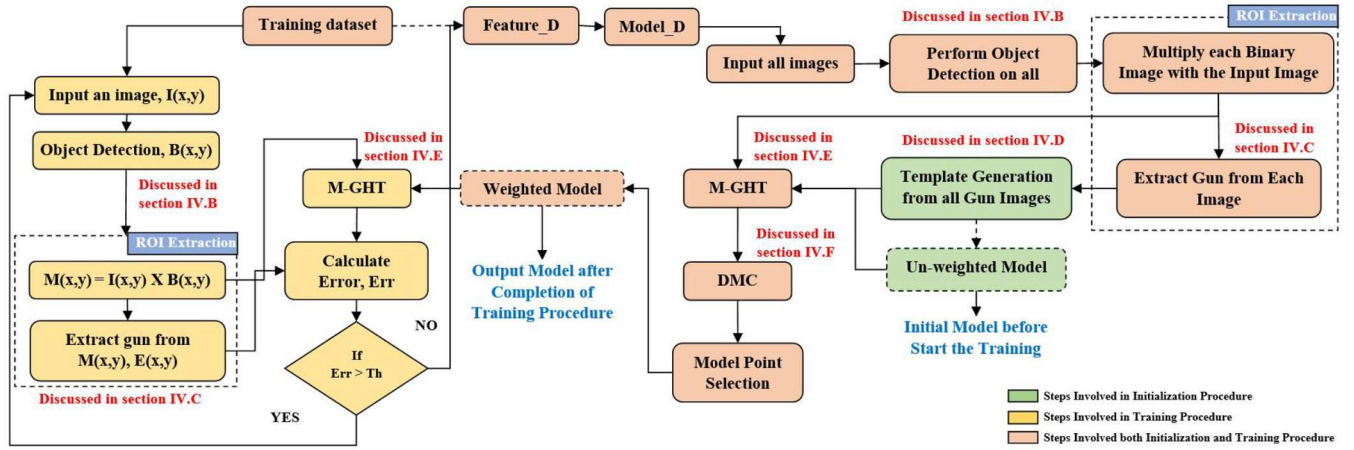 Training dataset
Feature_D
Model_D
Input all images
Discussed in section IV.B
Perform Object
Detection on all
ROI Extraction
Multiply each Binary
Image with the Input Image
Discussed in
section IV.C
Extract Gun from Each
Image
Input an image, I(x,y)
Object Detection, B(x,y)
Discussed in
section IV.B
ROI Extraction
M(x,y) = I(x,y) X B(x,y)
Extract gun from
M(x,y), E(x,y)
Discussed in section IV.C
Discussed in
section IV.E
M-GHT
Calculate
Error, Err
If
Err > Th
NO
YES
Weighted Model
Output Model after
Completion of
Training Procedure
Discussed in
section IV.E
M-GHT
Discussed in
section IV.F
DMC
Model Point
Selection
Discussed in section IV.D
Template Generation
from all Gun Images
Un-weighted Model
Initial Model before
Start the Training
Steps Involved in Initialization Procedure
Steps Involved in Training Procedure
Steps Involved both Initialization and Training Procedure